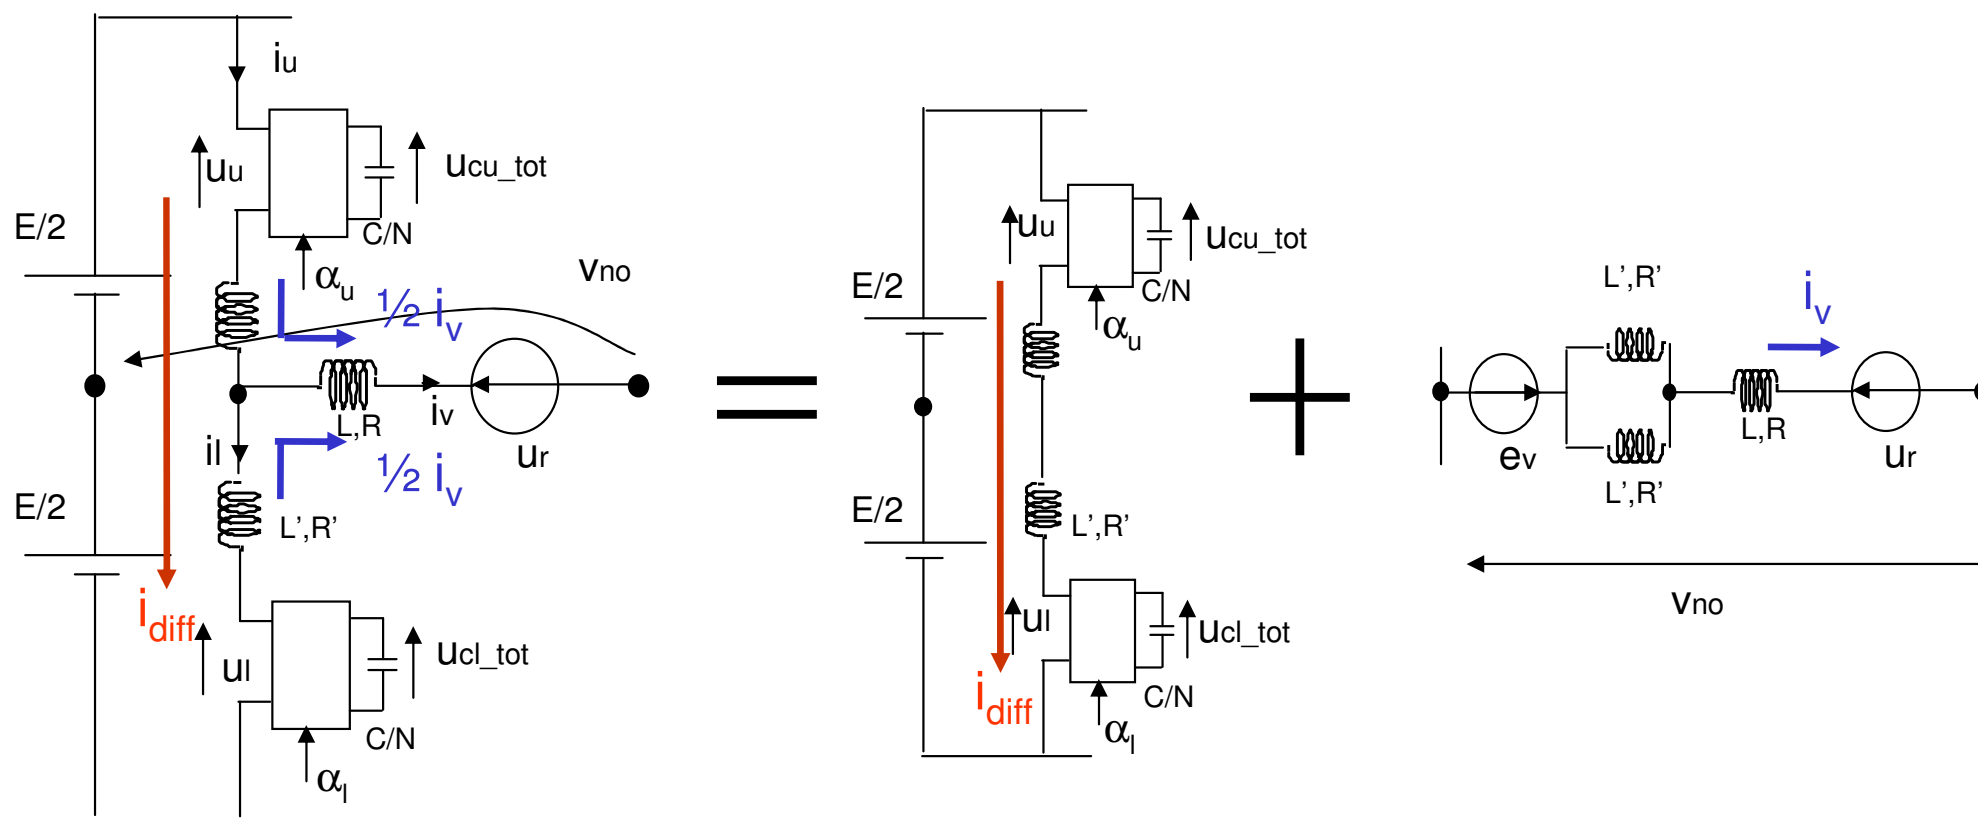 iu
uu
ucu_tot
E/2
C/N
αu
vno
½ iv
L,R
iv
il
ur
½ iv
E/2
L’,R’
idiff
ul
ucl_tot
C/N
αl
uu
ucu_tot
E/2
C/N
αu
E/2
L’,R’
ul
ucl_tot
idiff
C/N
αl
L’,R’
iv
ev
L,R
ur
L’,R’
vno